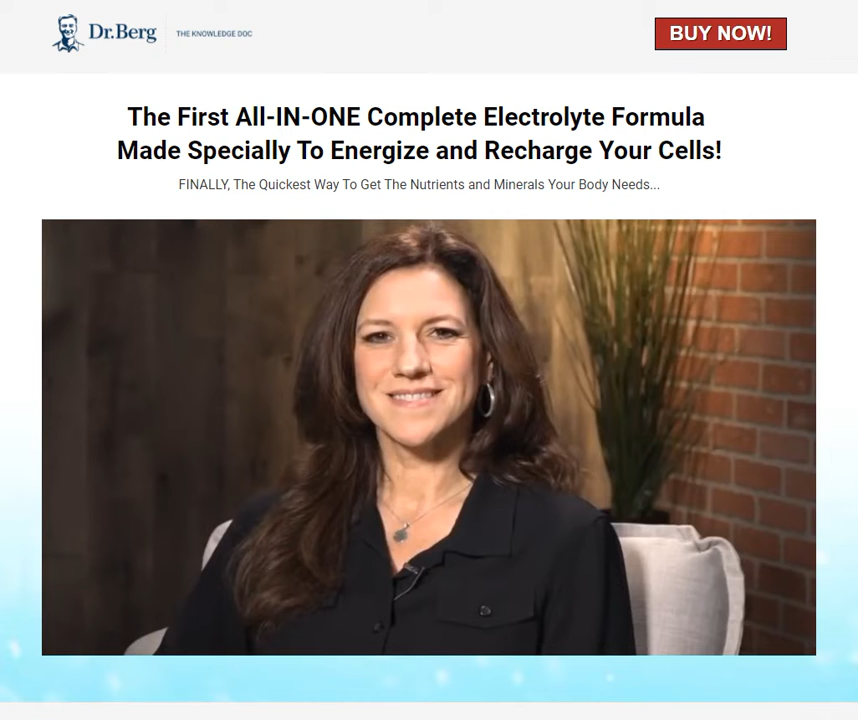 Dr.Berg
THE KNOWLEDGE DOC
BUY NOW!
The First All-IN-ONE Complete Electrolyte Formula
Made Specially To Energize and Recharge Your Cells!
FINALLY, The Quickest Way To Get The Nutrients and Minerals Your Body Needs...